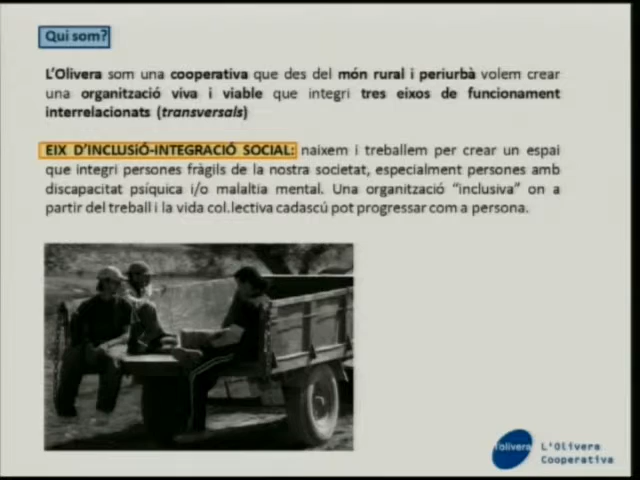 Qui som?
L'Olivera som una cooperativa que des del món rural i periurbà volem crear
una organització viva i viable que integri tres eixos de funcionament
interrelacionats (transversals)
EIX D'INCLUSIÓ-INTEGRACIÓ SOCIAL: naixem i treballem per crear un espai
que integri persones fràgils de la nostra societat, especialment persones amb
discapacitat psíquica i/o malaltia mental. Una organització "inclusiva" on a
partir del treball i la vida col.lectiva cadascú pot progressar com a persona.
l'olivera
L'Olivera
Cooperativa